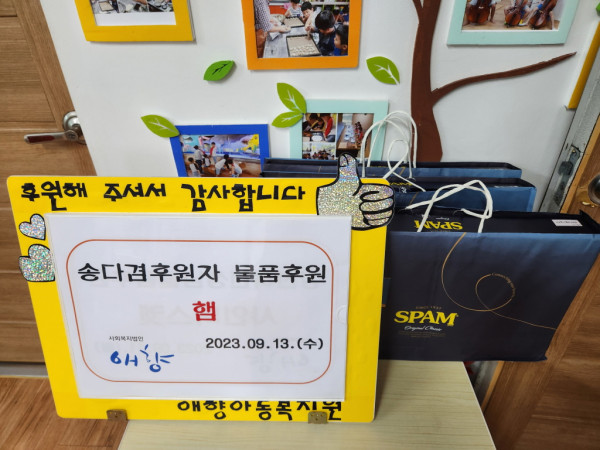 후원해 주셔서 감사합니다
송다겸후원자 물품후원
햄
2023.09.13.(수)
사회복지법인
애향
애향아동복지원
SPAM
Original Classic